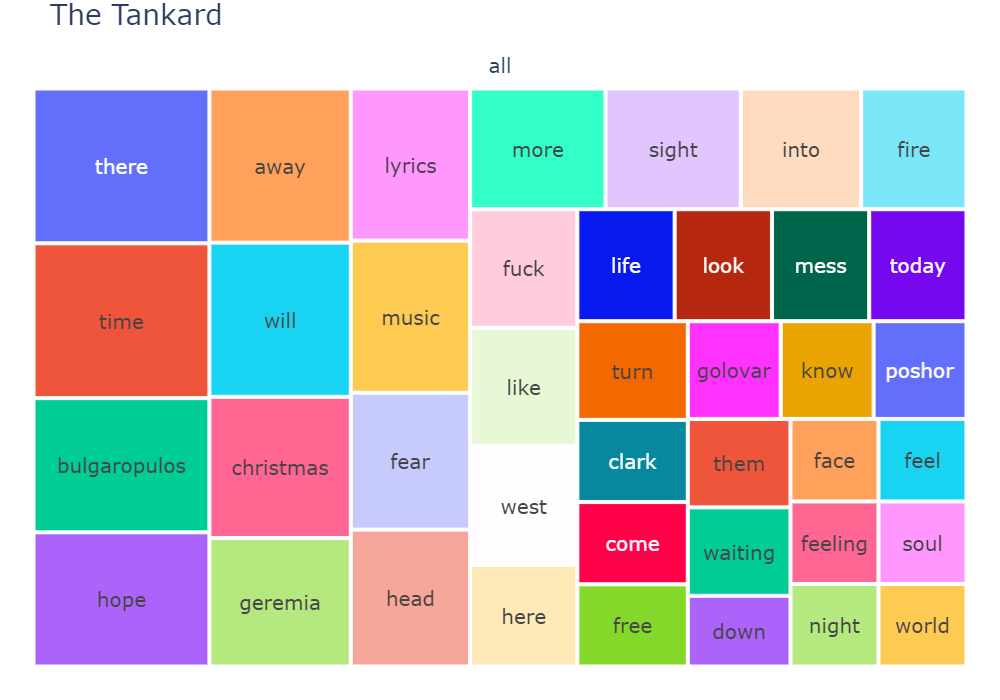 The Tankard
all
there
away
lyrics
more
sight
into
fire
time
will
music
fuck
life
look
mess
today
like
turn
golovar
know
poshor
bulgaropulos
christmas
fear
west
clark
them
face
feel
hope
geremia
head
here
come
waiting
feeling
soul
free
down
night
world